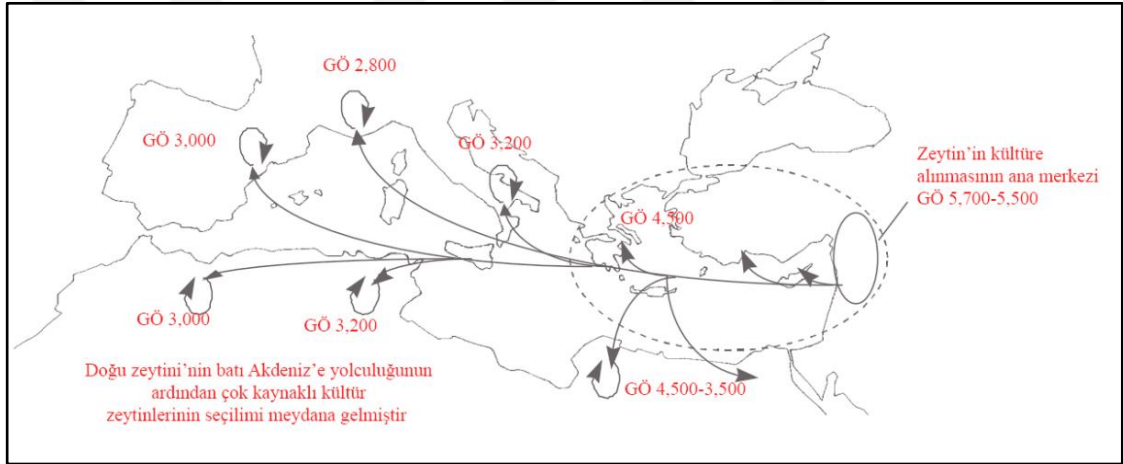 GÖ 2,800
GÖ 3,000
GÖ 3,200
GÖ 4,500
Zeytin’in kültüre
alınmasının ana merkezi
GÖ 5,700-5,500
GÖ 3,000
GÖ 3,200
GÖ 4,500-3,500
Doğu zeytini’nin batı Akdeniz’e yolculuğunun
ardından çok kaynaklı kültür
zeytinlerinin seçilimi meydana gelmiştir